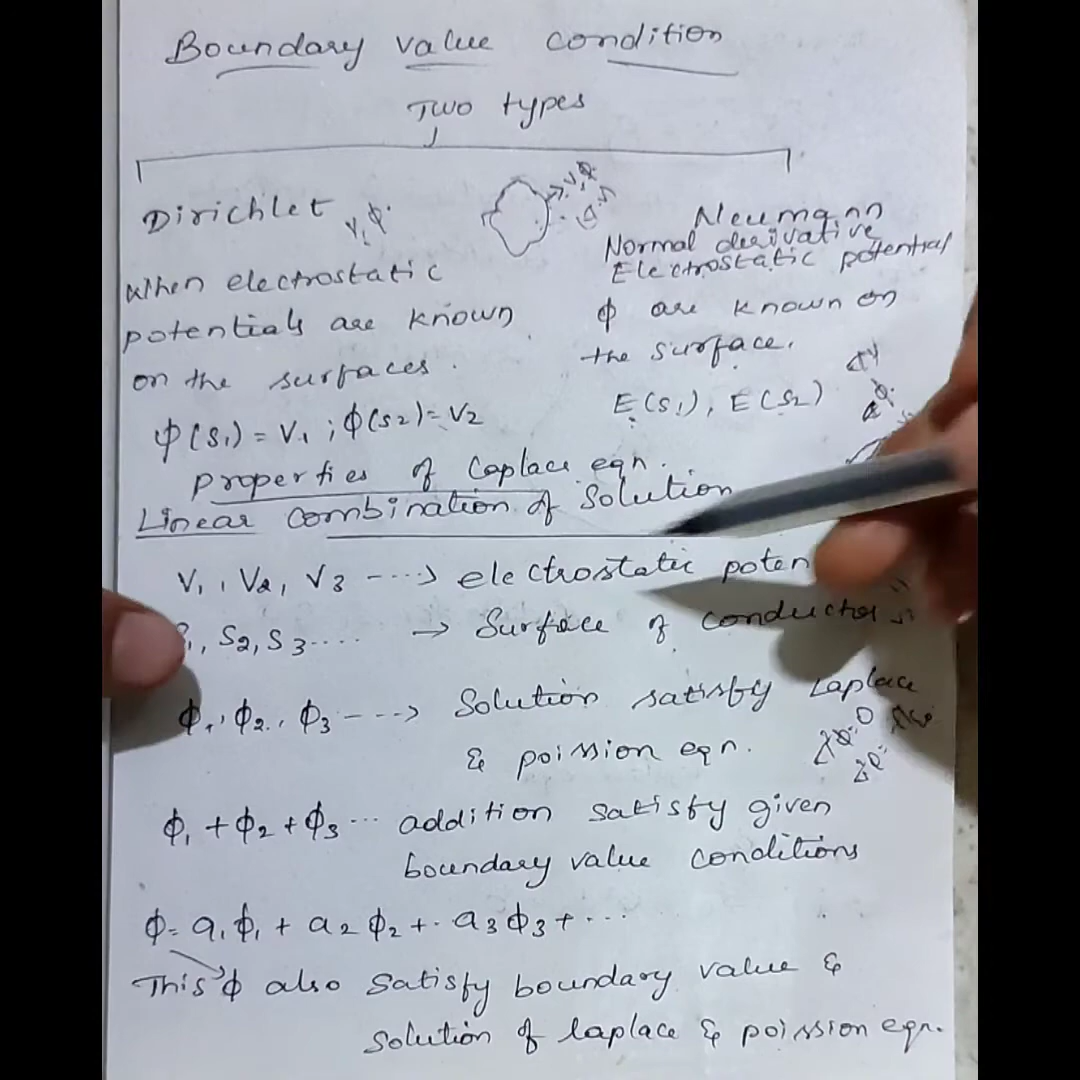 Boundary value condition
Two types
Dirichlet
When electrostatic
potentials are known
on the surfaces.
φ(S₁) = V₁ ; φ(S₂) = V₂
Neumann
Normal derivative
Electrostatic potential
φ are known on
the surface.
E(S₁), E(S₂)
Properties of Laplace eqn.
Linear combination of Solution
V₁, V₂, V₃ ----> electrostatic poten
S₁, S₂, S₃.... → Surface of conductor
φ₁, φ₂, φ₃ ----> Solution satisfy Laplace
& poission eqn.
φ₁ + φ₂ + φ₃ ... addition satisfy given
boundary value conditions
φ = a₁φ₁ + a₂φ₂ + a₃φ₃ + ...
This φ also satisfy boundary value &
solution of laplace & poission eqn.